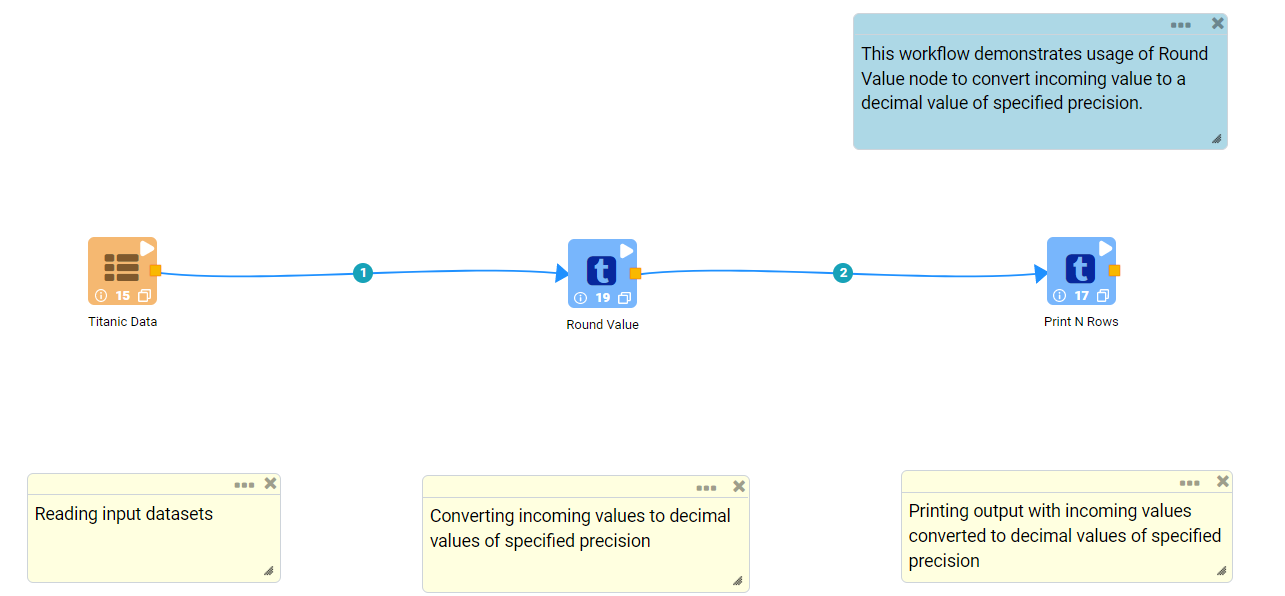 This workflow demonstrates usage of Round
Value node to convert incoming value to a
decimal value of specified precision.
1
2
t
t
15
19
17
Titanic Data
Round Value
Print N Rows
Reading input datasets
Converting incoming values to decimal
values of specified precision
Printing output with incoming values
converted to decimal values of specified
precision